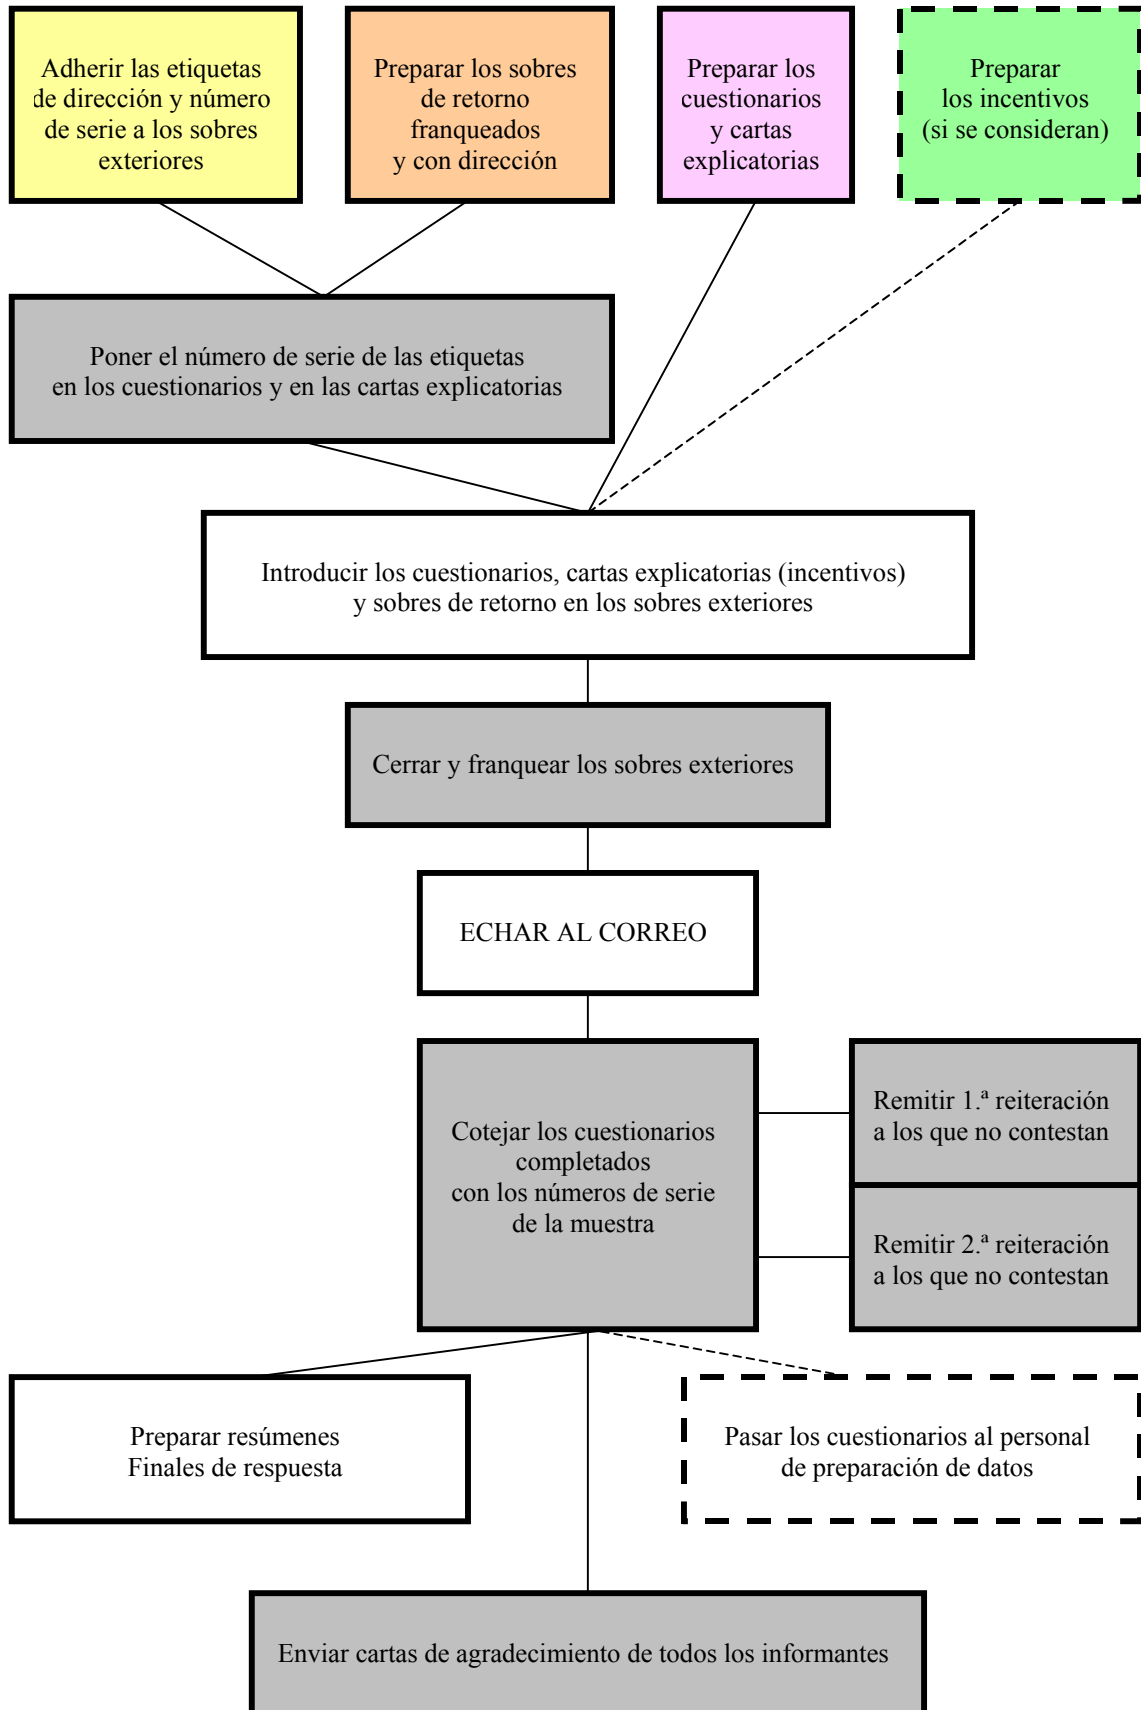 Adherir las etiquetas
de dirección y número
de serie a los sobres
exteriores
Preparar los sobres
de retorno
franqueados
y con dirección
Preparar los
cuestionarios
y cartas
explicatorias
Preparar
los incentivos
(si se consideran)
Poner el número de serie de las etiquetas
en los cuestionarios y en las cartas explicatorias
Introducir los cuestionarios, cartas explicatorias (incentivos)
y sobres de retorno en los sobres exteriores
Cerrar y franquear los sobres exteriores
ECHAR AL CORREO
Cotejar los cuestionarios
completados
con los números de serie
de la muestra
Remitir 1.ª reiteración
a los que no contestan
Remitir 2.ª reiteración
a los que no contestan
Preparar resúmenes
Finales de respuesta
Pasar los cuestionarios al personal
de preparación de datos
Enviar cartas de agradecimiento de todos los informantes